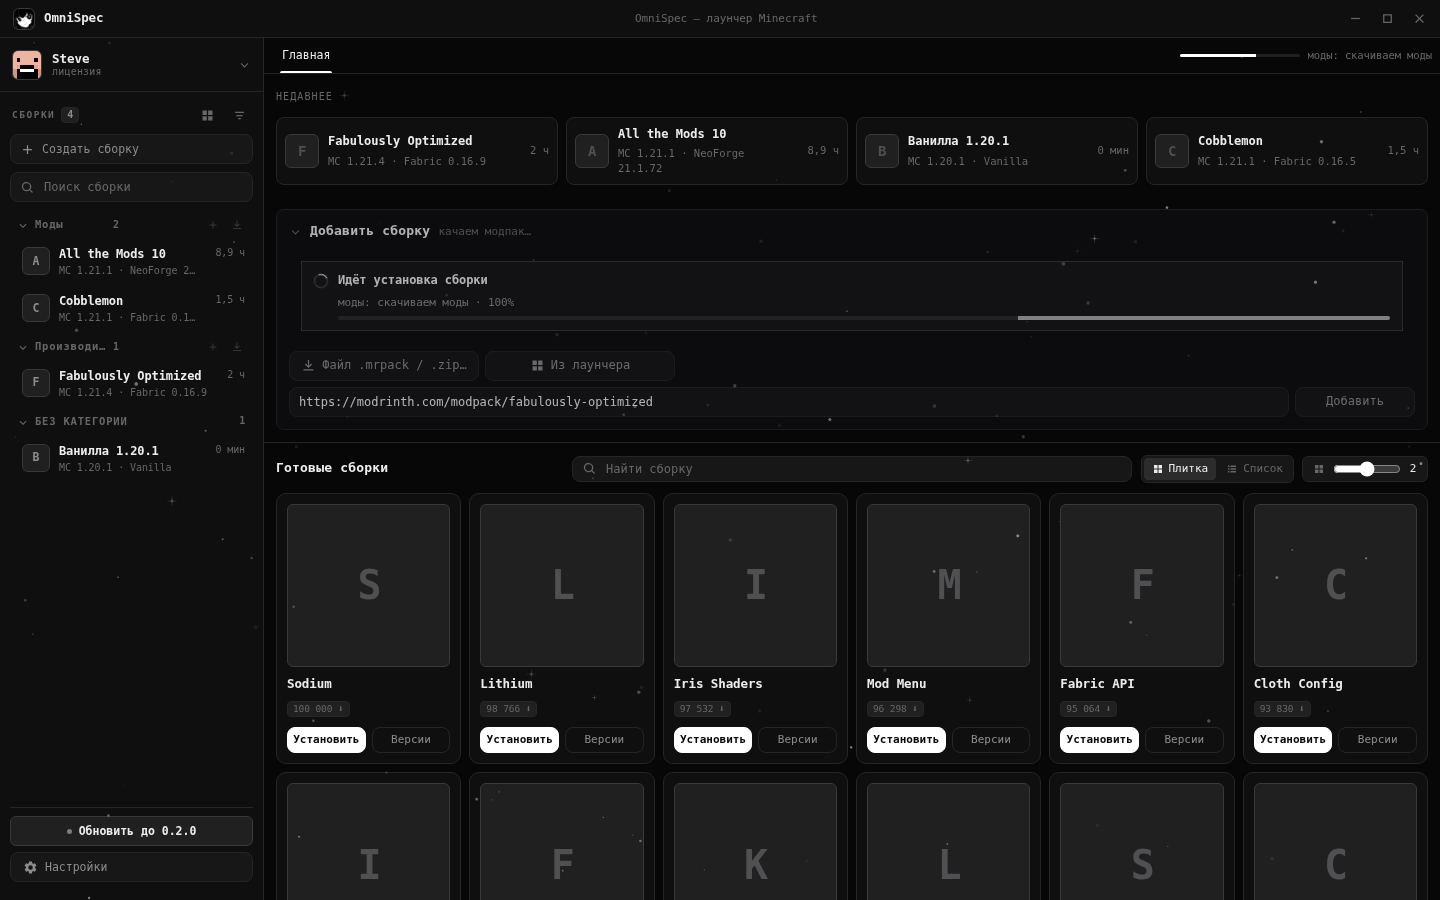 OmniSpec
OmniSpec — лаунчер Minecraft
Steve
лицензия
Главная
моды: скачиваем моды
СБОРКИ 4
Создать сборку
Поиск сборки
Моды 2
A
All the Mods 10
8,9 ч
MC 1.21.1 · NeoForge 2…
C
Cobblemon
1,5 ч
MC 1.21.1 · Fabric 0.1…
Производи… 1
F
Fabulously Optimized
2 ч
MC 1.21.4 · Fabric 0.16.9
БЕЗ КАТЕГОРИИ 1
B
Ванилла 1.20.1
0 мин
MC 1.20.1 · Vanilla
Обновить до 0.2.0
Настройки
НЕДАВНЕЕ
F
Fabulously Optimized
MC 1.21.4 · Fabric 0.16.9
2 ч
A
All the Mods 10
MC 1.21.1 · NeoForge
21.1.72
8,9 ч
В
Ванилла 1.20.1
MC 1.20.1 · Vanilla
0 мин
C
Cobblemon
MC 1.21.1 · Fabric 0.16.5
1,5 ч
Добавить сборку качаем модпак…
Идёт установка сборки
моды: скачиваем моды · 100%
Файл .mrpack / .zip…
Из лаунчера
https://modrinth.com/modpack/fabulously-optimized
Добавить
Готовые сборки
Найти сборку
Плитка
Список
2
S
L
I
M
F
C
Sodium
Lithium
Iris Shaders
Mod Menu
Fabric API
Cloth Config
100 000 ⬇
98 766 ⬇
97 532 ⬇
96 298 ⬇
95 064 ⬇
93 830 ⬇
Установить Версии
Установить Версии
Установить Версии
Установить Версии
Установить Версии
Установить Версии
I
F
K
L
S
C